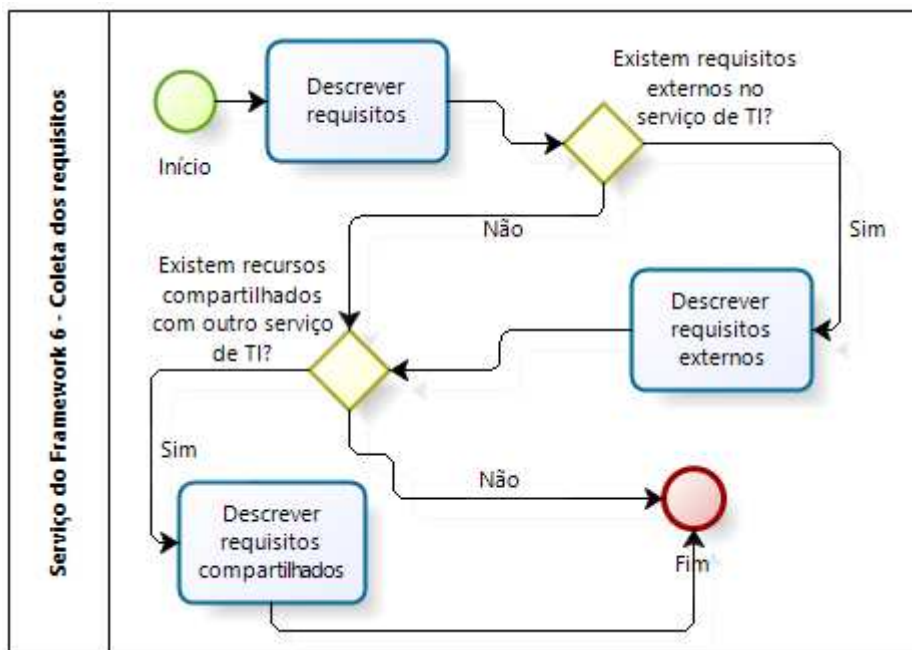 Serviço do Framework 6 - Coleta dos requisitos
Início
Descrever
requisitos
Existem requisitos
externos no
serviço de TI?
Não
Sim
Descrever
requisitos
externos
Existem recursos
compartilhados
com outro serviço
de TI?
Sim
Não
Descrever
requisitos
compartilhados
Fim